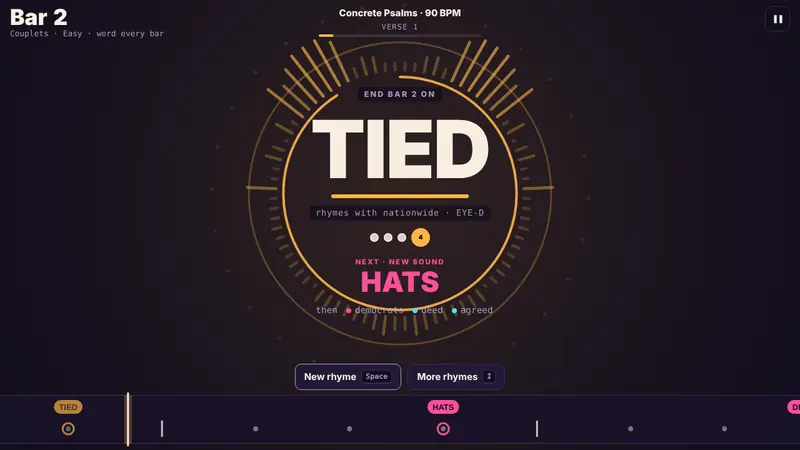 Bar 2
Couplets · Easy · word every bar
Concrete Psalms · 90 BPM
VERSE 1
END BAR 2 ON
TIED
rhymes with nationwide · EYE-D
4
NEXT · NEW SOUND
HATS
then democrats deed agreed
New rhyme Space
More rhymes I
TIED
HATS